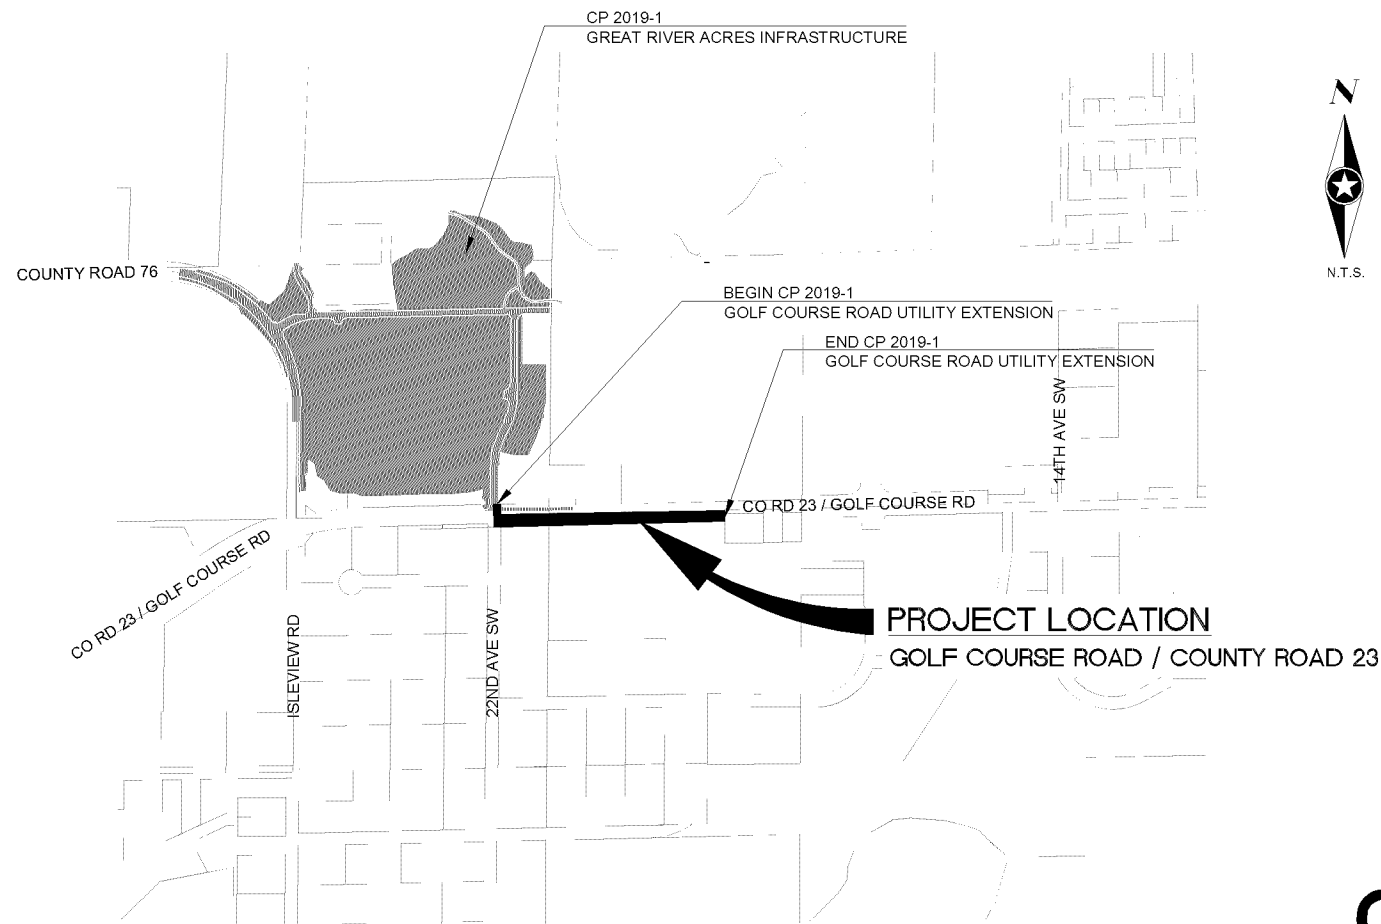 CP 2019-1
GREAT RIVER ACRES INFRASTRUCTURE
N
N.T.S.
COUNTY ROAD 76
BEGIN CP 2019-1
GOLF COURSE ROAD UTILITY EXTENSION
END CP 2019-1
GOLF COURSE ROAD UTILITY EXTENSION
14TH AVE SW
CO RD 23 / GOLF COURSE RD
CO RD 23 / GOLF COURSE RD
ISLEVIEW RD
22ND AVE SW
PROJECT LOCATION
GOLF COURSE ROAD / COUNTY ROAD 23